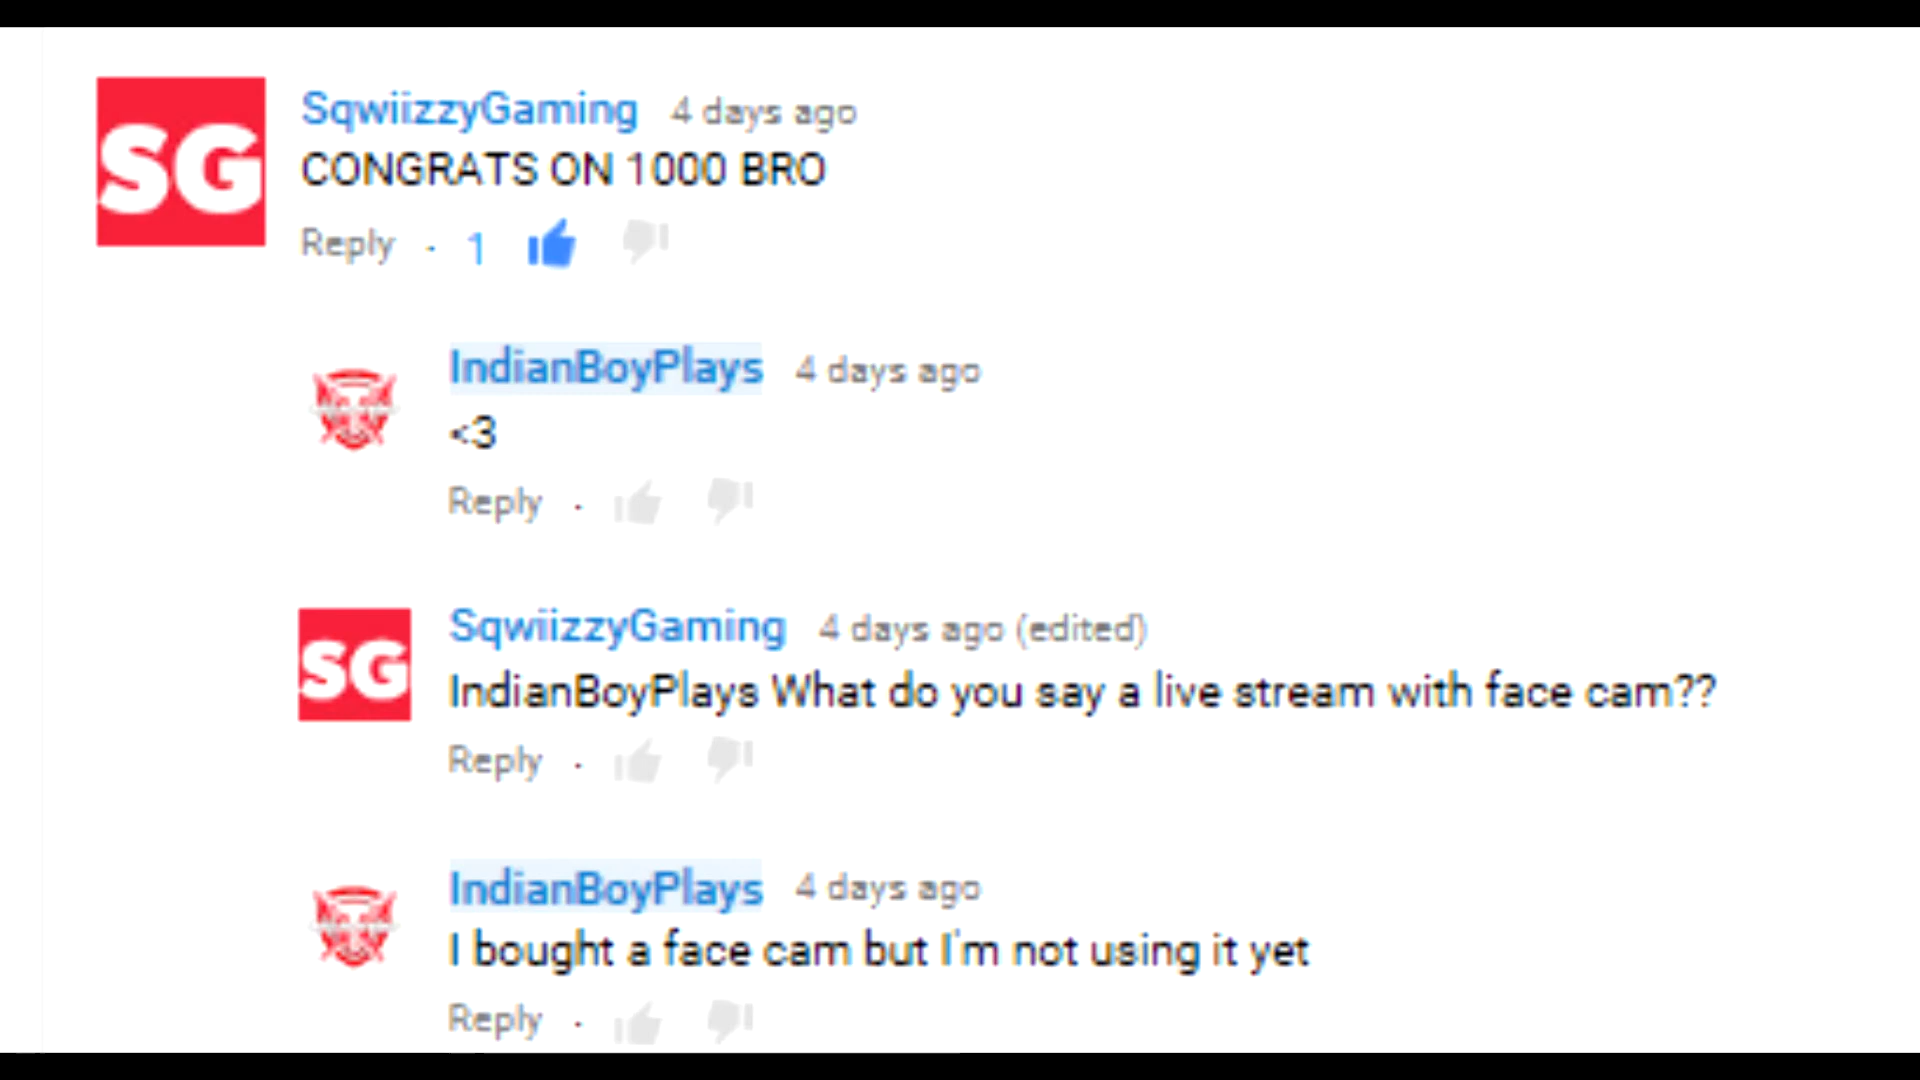 SG
SqwiizzyGaming 4 days ago
CONGRATS ON 1000 BRO
Reply · 1
IndianBoyPlays 4 days ago
<3
Reply ·
SG
SqwiizzyGaming 4 days ago (edited)
IndianBoyPlays What do you say a live stream with face cam??
Reply ·
IndianBoyPlays 4 days ago
I bought a face cam but I'm not using it yet
Reply ·